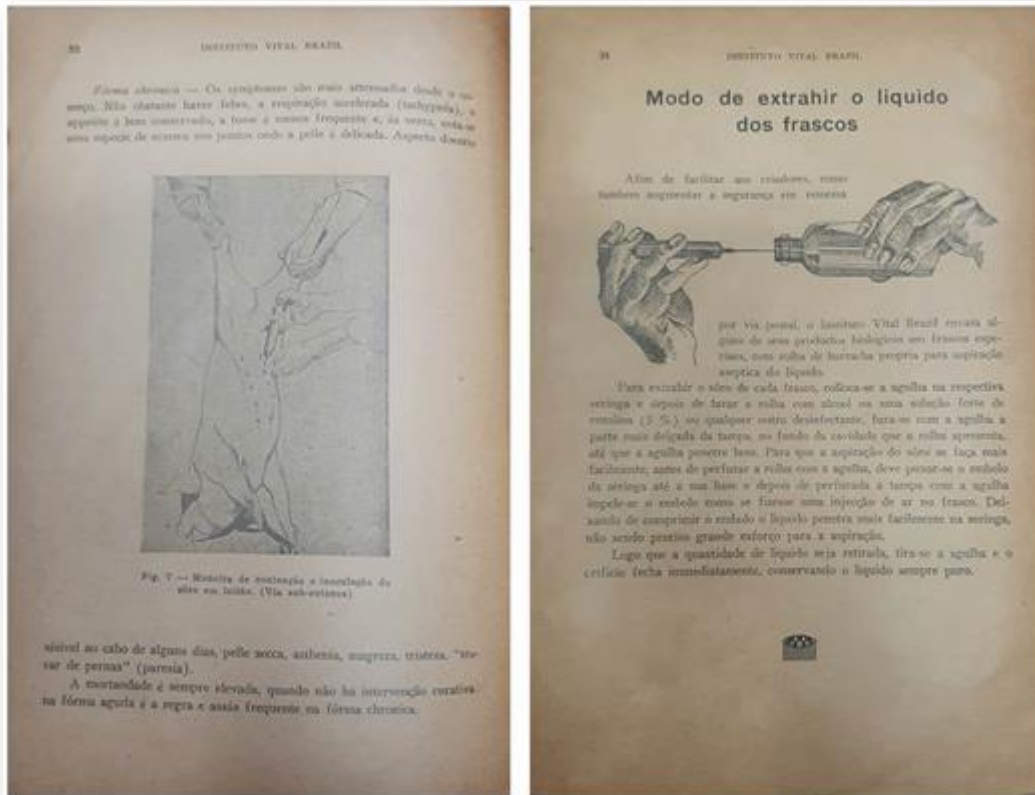 INSTITUTO VITAL BRAZIL
Fórma chronica — Os symptomas são mais attenuados desde o co-
meço. Não obstante haver febre, a respiração accelerada (tachypnéa), o
appetite é bem conservado, a tosse é menos frequente e, ás vezes, nota-se
uma especie de eczema nos pontos onde a pelle é delicada. Aspecto doentio
Fig. 7 — Maneira de contenção e inoculação do
sôro em leitão. (Via sub-cutanea)
visivel ao cabo de alguns dias, pelle secca, asthenia, magreza, tristeza, "
var de pernas" (paresia).
A mortandade é sempre elevada, quando não ha intervenção curativa
na fórma aguda é a regra e assás frequente na fórma chronica.
INSTITUTO VITAL BRAZIL
Modo de extrahir o liquido
dos frascos
Afim de facilitar aos criadores, como
tambem augmentar a segurança em remessa
por via postal, o Instituto Vital Brazil enviará al-
guns de seus productos biologicos em frascos espe-
riaes, com rolha de borracha propria para aspiração
aseptica do liquido.
Para extrahir o sôro de cada frasco, colloca-se a agulha na respectiva
seringa e depois de lavar a rolha com alcool ou uma solução forte de
creolina (5 %) ou qualquer outro desinfectante, fura-se com a agulha a
parte mais delgada da tampa, no fundo da cavidade que a rolha apresenta,
até que a agulha penetre bem. Para que a aspiração do sôro se faça mais
facilmente, antes de perfurar a rolha com a agulha, deve puxar-se o embolo
da seringa até a sua base e depois de perfurada a tampa com a agulha
impele-se o embolo como se fizesse uma injecção de ar no frasco. Dei-
xando de comprimir o embolo o liquido penetra mais facilmente na seringa,
não sendo preciso grande esforço para a aspiração.
Logo que a quantidade de liquido seja retirada, tira-se a agulha e o
orificio fecha immediatamente, conservando o liquido sempre puro.